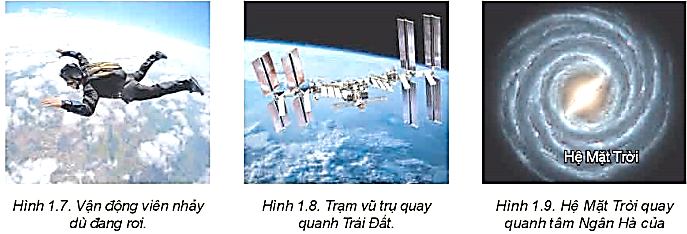 Hệ Mặt Trời
Hình 1.7. Vận động viên nhảy
dù đang rơi.
Hình 1.8. Trạm vũ trụ quay
quanh Trái Đất.
Hình 1.9. Hệ Mặt Trời quay
quanh tâm Ngân Hà của